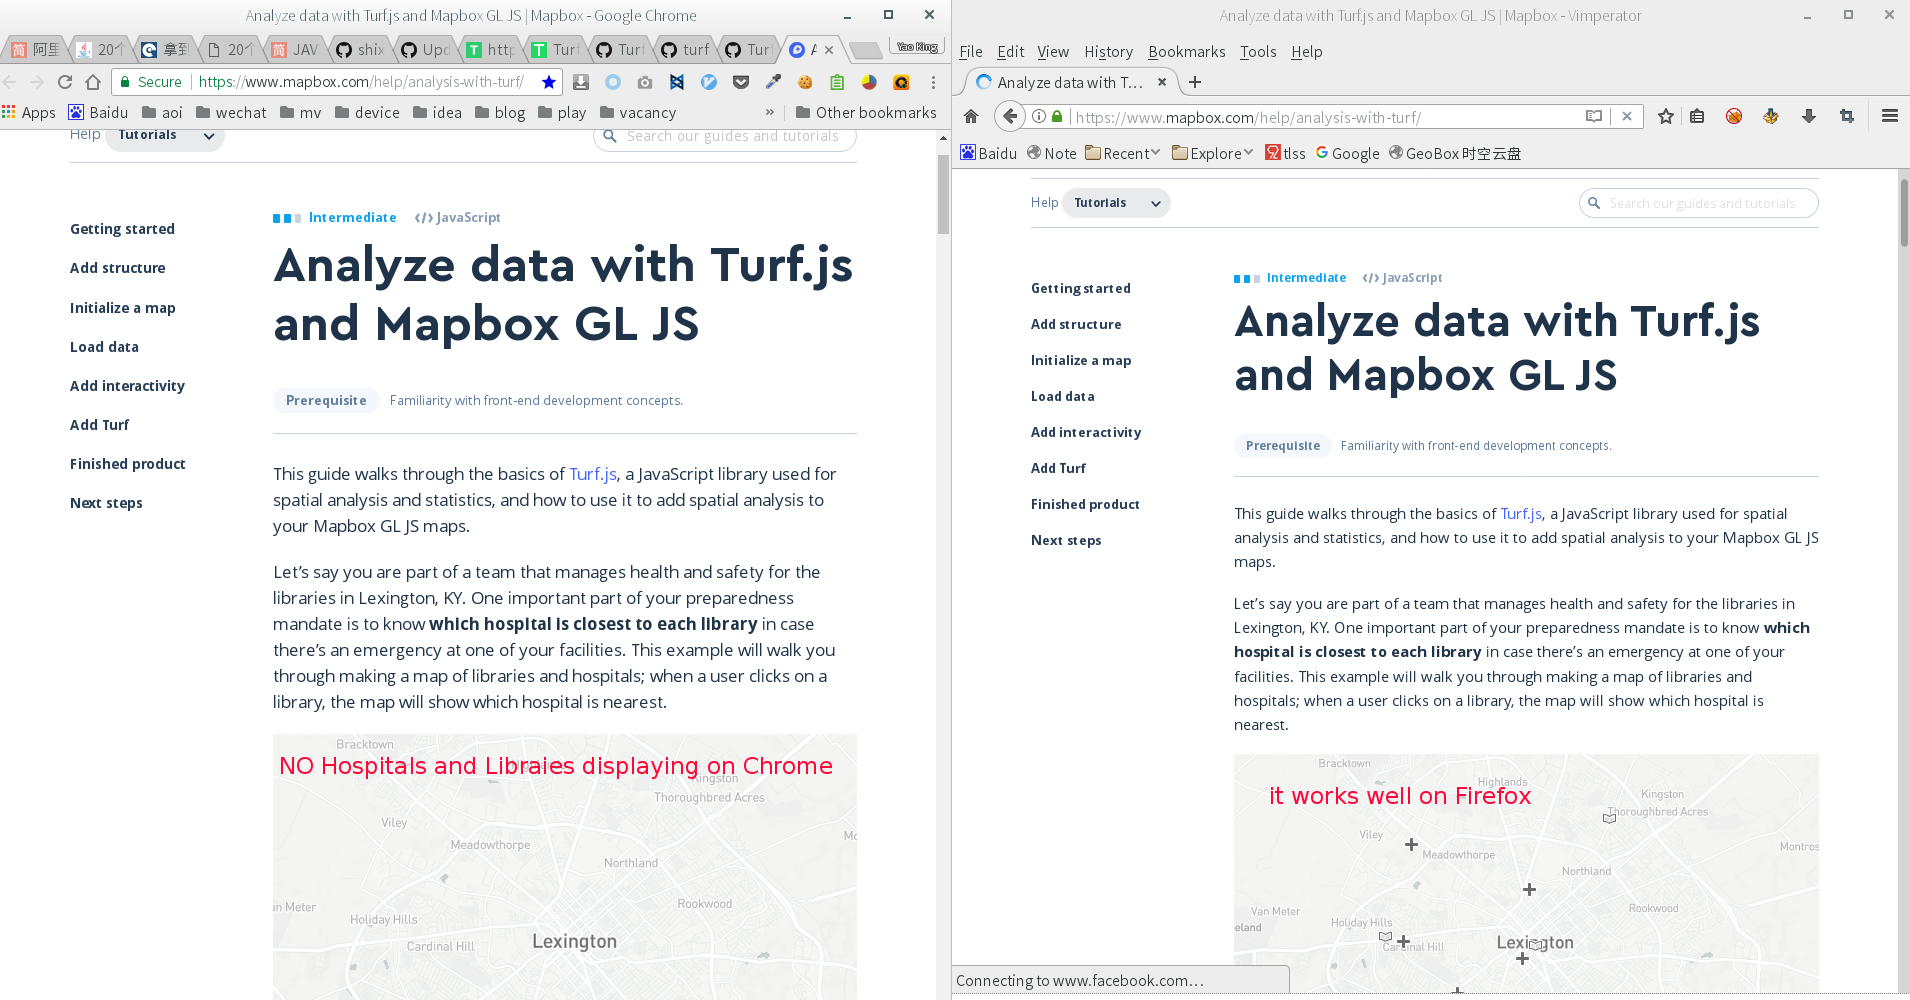 Analyze data with Turf.js and Mapbox GL JS | Mapbox - Google Chrome
阿里 20个 拿到 20个 JAV shix Upd http Turf Turf turf Turf A
Yao King
Secure https://www.mapbox.com/help/analysis-with-turf/
Apps Baidu aoi wechat mv device idea blog play vacancy » Other bookmarks
Help Tutorials Search our guides and tutorials
Getting started
Add structure
Initialize a map
Load data
Add interactivity
Add Turf
Finished product
Next steps
Intermediate </> JavaScript
Analyze data with Turf.js
and Mapbox GL JS
Prerequisite Familiarity with front-end development concepts.
This guide walks through the basics of Turf.js, a JavaScript library used for
spatial analysis and statistics, and how to use it to add spatial analysis to
your Mapbox GL JS maps.
Let’s say you are part of a team that manages health and safety for the
libraries in Lexington, KY. One important part of your preparedness
mandate is to know which hospital is closest to each library in case
there’s an emergency at one of your facilities. This example will walk you
through making a map of libraries and hospitals; when a user clicks on a
library, the map will show which hospital is nearest.
Bracktown
NO Hospitals and Libraries displaying on Chrome
Kingston
Thoroughbred Acres
Viley
Mo
Meadowthorpe
Northland
an Meter
Rookwood
Holiday Hills
Cardinal Hill
Lexington
Analyze data with Turf.js and Mapbox GL JS | Mapbox - Vimperator
File Edit View History Bookmarks Tools Help
Analyze data with T...
https://www.mapbox.com/help/analysis-with-turf/
Baidu Note Recent Explore tlss Google GeoBox 时空云盘
Help Tutorials Search our guides and tutorials
Getting started
Add structure
Initialize a map
Load data
Add interactivity
Add Turf
Finished product
Next steps
Intermediate </> JavaScript
Analyze data with Turf.js
and Mapbox GL JS
Prerequisite Familiarity with front-end development concepts.
This guide walks through the basics of Turf.js, a JavaScript library used for spatial
analysis and statistics, and how to use it to add spatial analysis to your Mapbox GL JS
maps.
Let’s say you are part of a team that manages health and safety for the libraries in
Lexington, KY. One important part of your preparedness mandate is to know which
hospital is closest to each library in case there’s an emergency at one of your
facilities. This example will walk you through making a map of libraries and
hospitals; when a user clicks on a library, the map will show which hospital is
nearest.
Bracktown
Highlands
it works well on Firefox
Kingston
Thoroughbred Acres
Viley
Montros
Meadowthorpe
Northland
Van Meter
Rookwood
eland
Holiday Hills
Cardinal Hill
Lexington
Connecting to www.facebook.com...